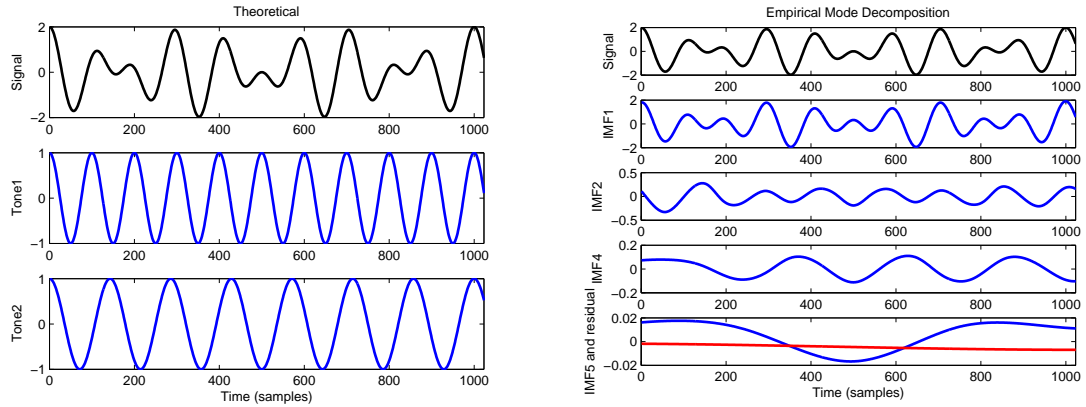 Theoretical
Signal
2
0
−2
0 200 400 600 800 1000
Tone1
1
0
−1
0 200 400 600 800 1000
Tone2
1
0
−1
0 200 400 600 800 1000
Time (samples)
Empirical Mode Decomposition
Signal
2
0
−2
0 200 400 600 800 1000
IMF1
2
0
−2
0 200 400 600 800 1000
IMF2
0.5
0
−0.5
0 200 400 600 800 1000
IMF4
0.2
0
−0.2
0 200 400 600 800 1000
IMF5 and residual
0.02
0
−0.02
0 200 400 600 800 1000
Time (samples)